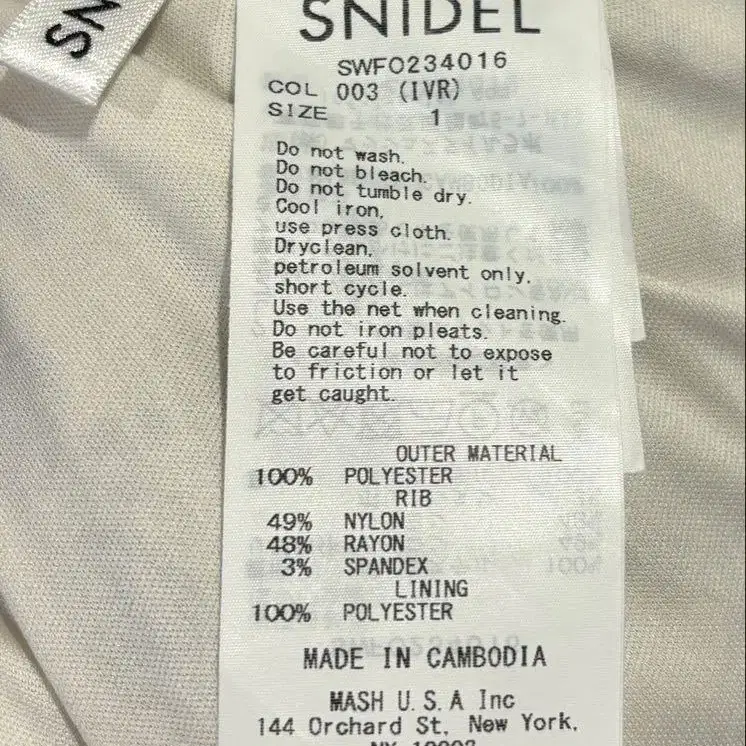 SN
SNIDEL
SWFO234016
COL 003 (IVR)
SIZE 1
Do not wash.
Do not bleach.
Do not tumble dry.
Cool iron,
use press cloth.
Dryclean,
petroleum solvent only,
short cycle.
Use the net when cleaning.
Do not iron pleats.
Be careful not to expose
to friction or let it
get caught.
OUTER MATERIAL
100% POLYESTER
RIB
49% NYLON
48% RAYON
3% SPANDEX
LINING
100% POLYESTER
MADE IN CAMBODIA
MASH U.S.A Inc
144 Orchard St, New York,
NY 10002